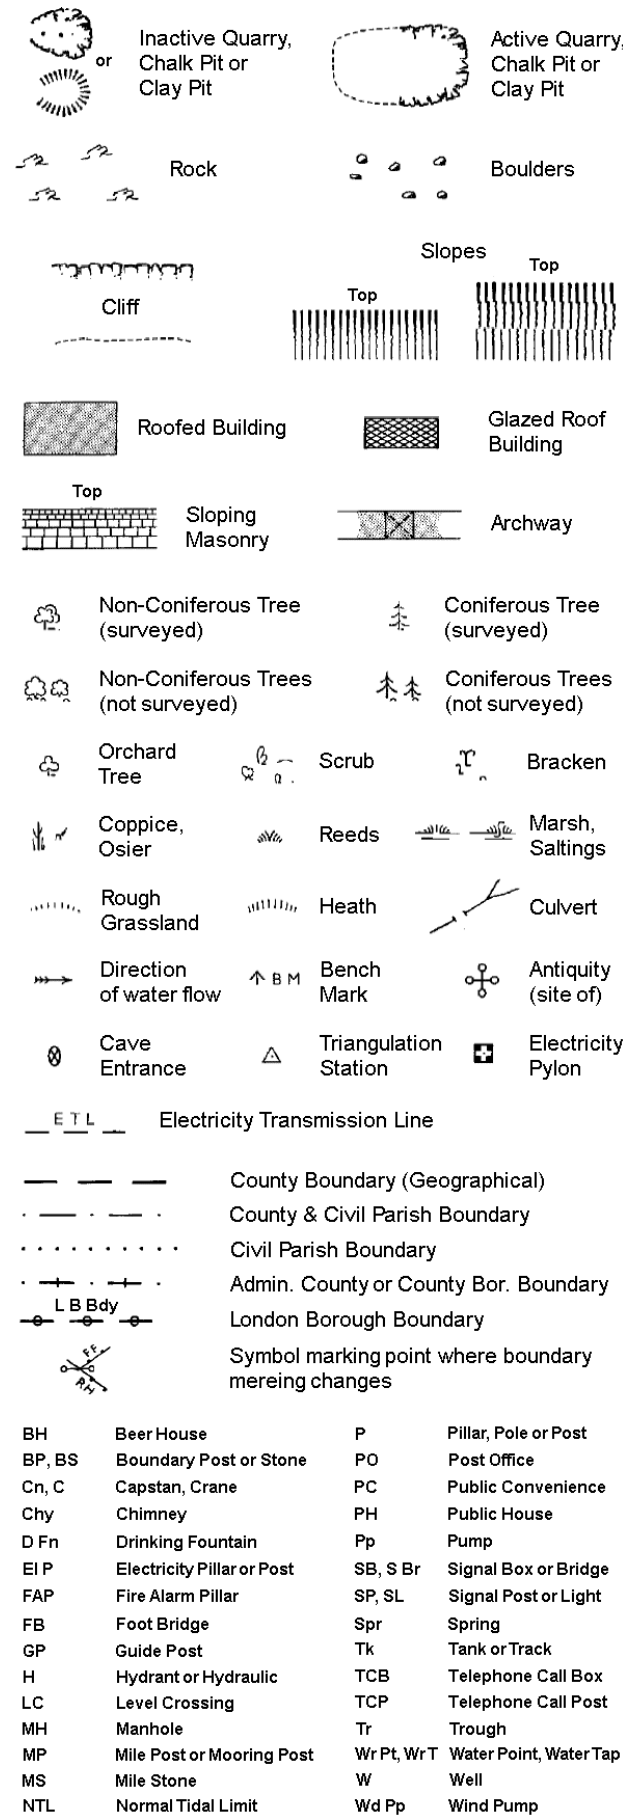 or
Inactive Quarry,
Chalk Pit or
Clay Pit
Active Quarry,
Chalk Pit or
Clay Pit
Rock
Boulders
Slopes
Top
Top
Cliff
Roofed Building
Glazed Roof
Building
Top
Sloping
Masonry
Archway
Non-Coniferous Tree
(surveyed)
Coniferous Tree
(surveyed)
Non-Coniferous Trees
(not surveyed)
Coniferous Trees
(not surveyed)
Orchard
Tree
Scrub
Bracken
Coppice,
Osier
Reeds
Marsh,
Saltings
Rough
Grassland
Heath
Culvert
Direction
of water flow
B M
Bench
Mark
Antiquity
(site of)
Cave
Entrance
Triangulation
Station
Electricity
Pylon
E T L
Electricity Transmission Line
County Boundary (Geographical)
County & Civil Parish Boundary
Civil Parish Boundary
Admin. County or County Bor. Boundary
L B Bdy
London Borough Boundary
FF
RH
Symbol marking point where boundary
mereing changes
BH Beer House P Pillar, Pole or Post
BP, BS Boundary Post or Stone PO Post Office
Cn, C Capstan, Crane PC Public Convenience
Chy Chimney PH Public House
D Fn Drinking Fountain Pp Pump
El P Electricity Pillar or Post SB, S Br Signal Box or Bridge
FAP Fire Alarm Pillar SP, SL Signal Post or Light
FB Foot Bridge Spr Spring
GP Guide Post Tk Tank or Track
H Hydrant or Hydraulic TCB Telephone Call Box
LC Level Crossing TCP Telephone Call Post
MH Manhole Tr Trough
MP Mile Post or Mooring Post Wr Pt, Wr T Water Point, Water Tap
MS Mile Stone W Well
NTL Normal Tidal Limit Wd Pp Wind Pump